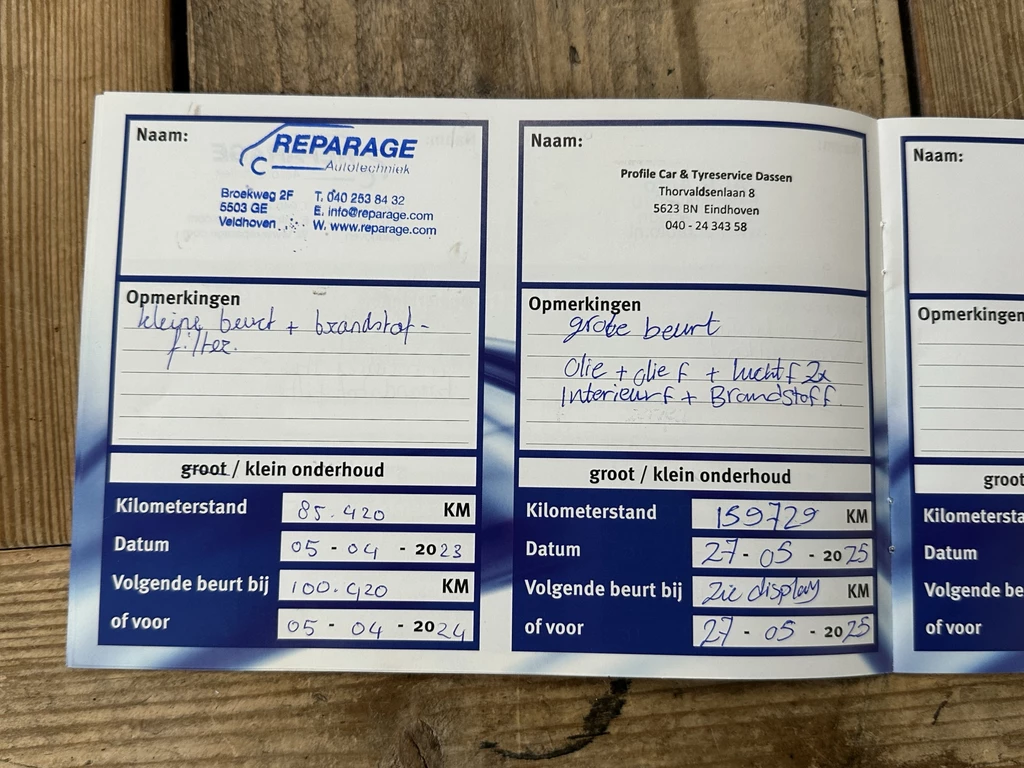 Naam:
REPARAGE
Autotechniek
Broekweg 2F T. 040 253 84 32
5503 GE E. info@reparage.com
Veldhoven W. www.reparage.com
Opmerkingen
kleine beurt + brandstof-
filter.
groot / klein onderhoud
Kilometerstand 85.420 KM
Datum 05 - 04 - 2023
Volgende beurt bij 100.420 KM
of voor 05 - 04 - 2024
Naam:
Profile Car & Tyreservice Dassen
Thorvaldsenlaan 8
5623 BN Eindhoven
040 - 24 343 58
Opmerkingen
grote beurt
Olie + olie f + lucht f 2x
Interieur f + Brandstof f.
groot / klein onderhoud
Kilometerstand 159729 KM
Datum 27 - 05 - 2025
Volgende beurt bij Zie display KM
of voor 27 - 05 - 2025
Naam:
Opmerkingen
groot
Kilometersta
Datum
Volgende be
of voor